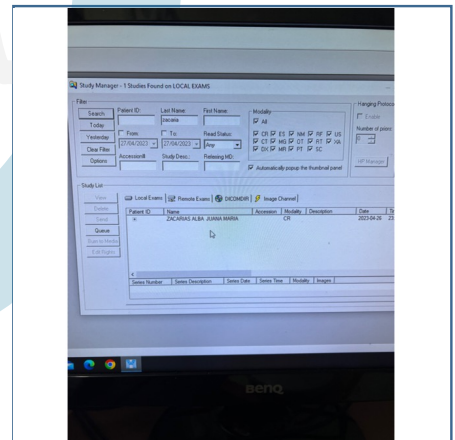 Study Manager - 1 Studies Found on LOCAL EXAMS
Filter
Hanging Protoco
Search
Today
Yesterday
Clear Filter
Options
Patient ID:
Last Name:
First Name:
zacaria
From:
To:
Read Status:
27/04/2023
27/04/2023
Any
Accession#:
Study Desc.:
Referring MD:
Modality
All
CR ES NM RF US
CT MG OT RT XA
DX MR PT SC
Automatically popup the thumbnail panel
Enable
Number of priors
0
HP Manager
Study List
View
Delete
Send
Queue
Burn to Media
Edit Rights
Local Exams
Remote Exams
DICOMDIR
Image Channel
Patient ID Name Accession Modality Description Date
ZACARIAS ALBA JUANA MARIA CR 2023-04-26 23
Series Number Series Description Series Date Series Time Modality Images
BenQ